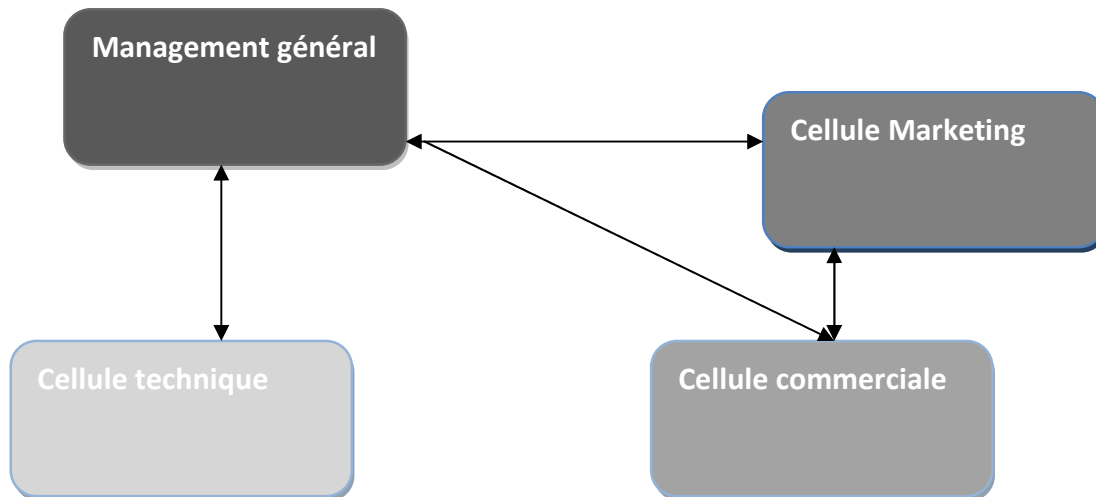 Management général
Cellule Marketing
Cellule technique
Cellule commerciale